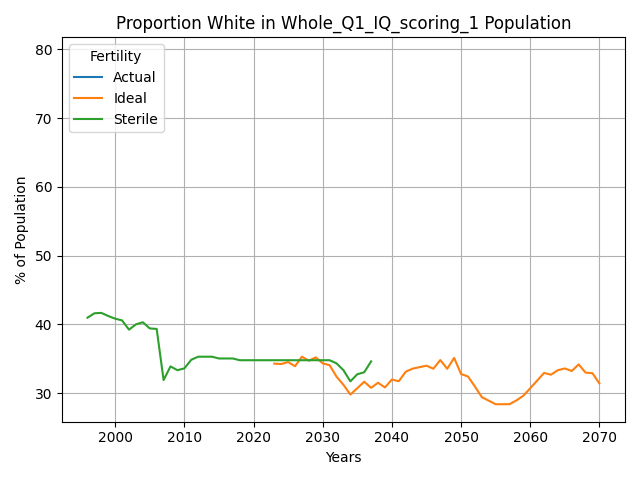 Proportion White in Whole_Q1_IQ_scoring_1 Population
Fertility
Actual
Ideal
Sterile
% of Population
80
70
60
50
40
30
2000
2010
2020
2030
2040
2050
2060
2070
Years